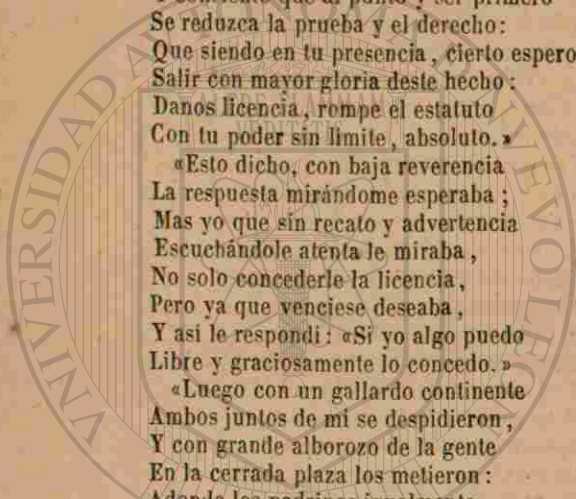 Se reduzca la prueba y el derecho:
Que siendo en tu presencia, cierto espero
Salir con mayor gloria deste hecho:
Danos licencia, rompe el estatuto
Con tu poder sin limite, absoluto.»
«Esto dicho, con baja reverencia
La respuesta mirándome esperaba;
Mas yo que sin recato y advertencia
Escuchándole atenta le miraba,
No solo concederle la licencia,
Pero ya que venciese deseaba,
Y asi le respondi: «Si yo algo puedo
Libre y graciosamente lo concedo.»
«Luego con un gallardo continente
Ambos juntos de mi se despidieron,
Y con grande alborozo de la gente
En la cerrada plaza los metieron: